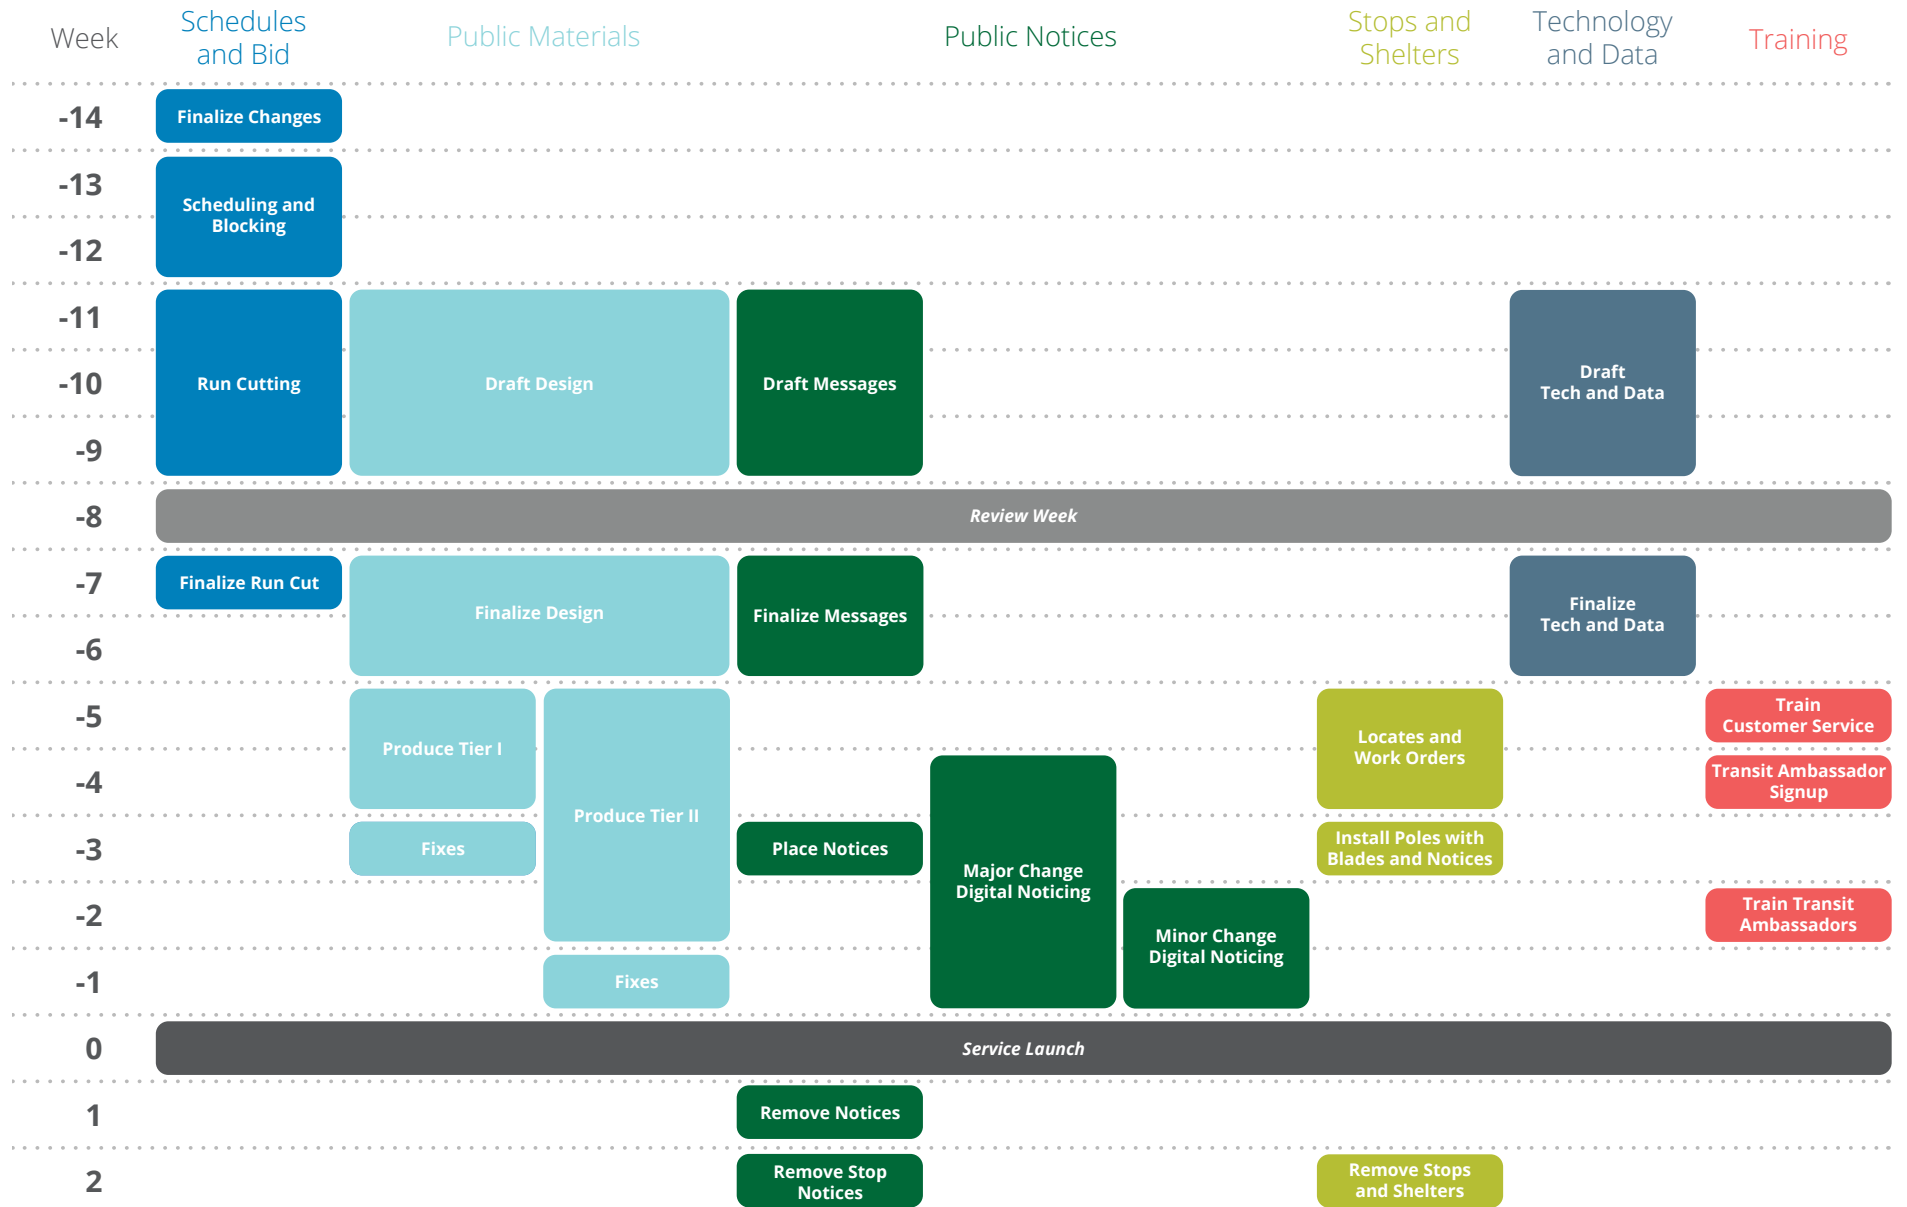 Week
Schedules
and Bid
Public Materials
Public Notices
Stops and
Shelters
Technology
and Data
Training
-14
Finalize Changes
-13
Scheduling and
Blocking
-12
-11
-10
Run Cutting
Draft Design
Draft Messages
Draft
Tech and Data
-9
-8
Review Week
-7
Finalize Run Cut
Finalize Design
Finalize Messages
Finalize
Tech and Data
-6
-5
Train
Customer Service
Produce Tier I
Locates and
Work Orders
-4
Transit Ambassador
Signup
Produce Tier II
-3
Fixes
Place Notices
Install Poles with
Blades and Notices
Major Change
Digital Noticing
-2
Train Transit
Ambassadors
Minor Change
Digital Noticing
-1
Fixes
0
Service Launch
1
Remove Notices
2
Remove Stop
Notices
Remove Stops
and Shelters